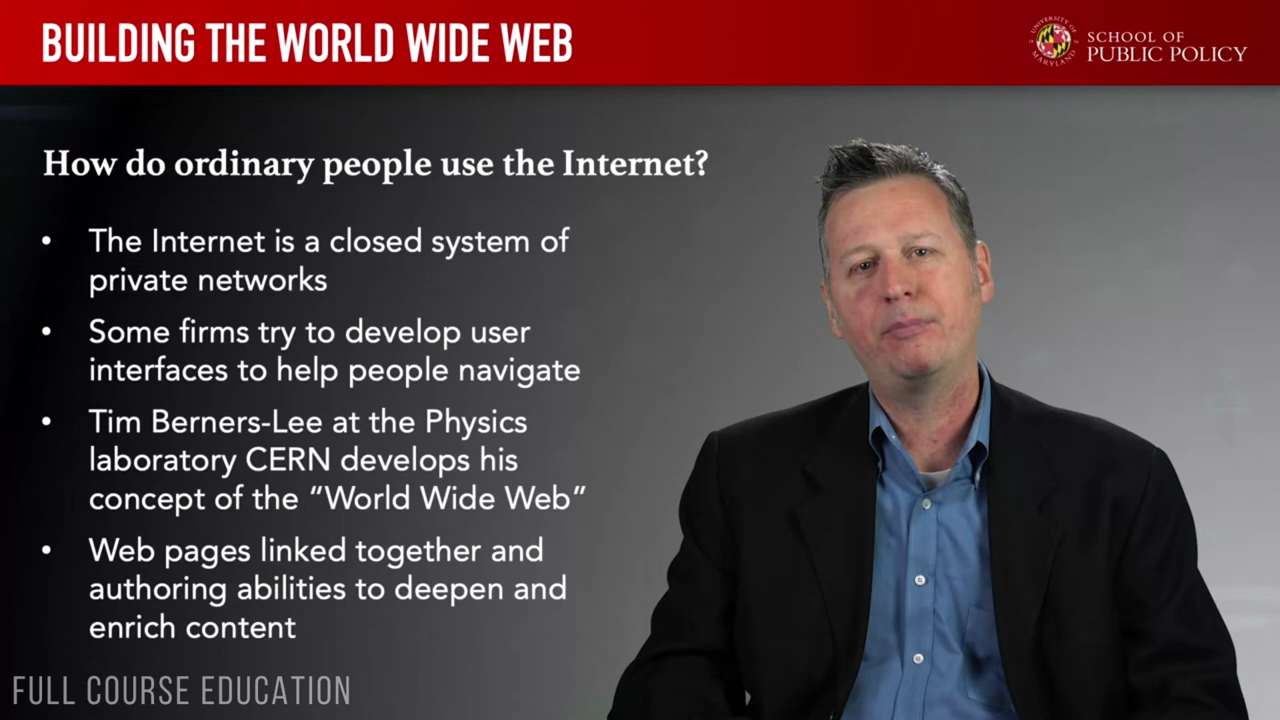 BUILDING THE WORLD WIDE WEB
UNIVERSITY OF
MARYLAND
SCHOOL OF
PUBLIC POLICY
How do ordinary people use the Internet?
• The Internet is a closed system of
private networks
• Some firms try to develop user
interfaces to help people navigate
• Tim Berners-Lee at the Physics
laboratory CERN develops his
concept of the “World Wide Web”
• Web pages linked together and
authoring abilities to deepen and
enrich content
FULL COURSE EDUCATION